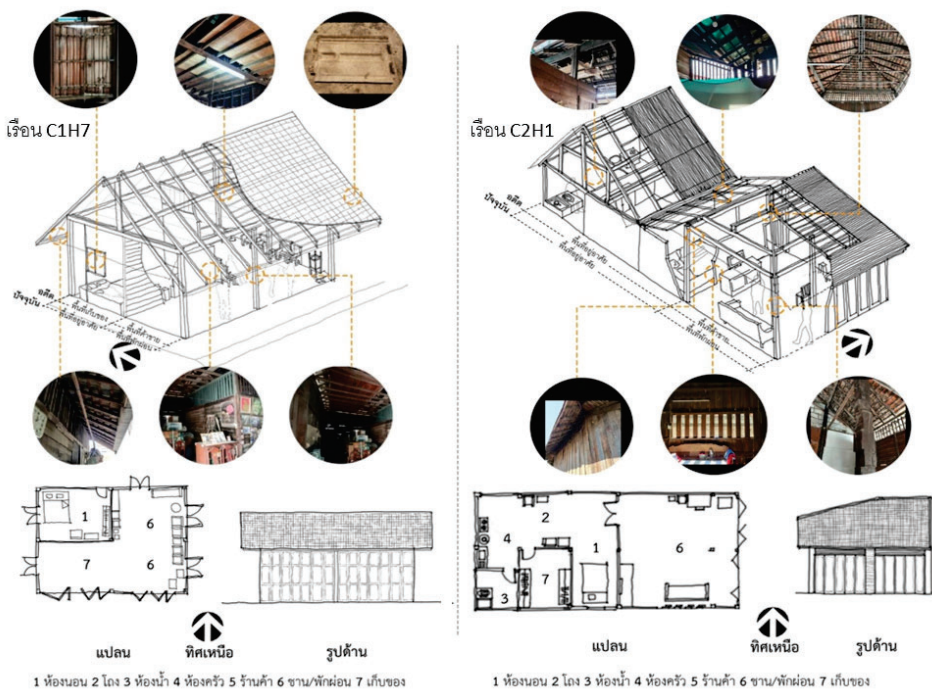 เรือน C1H7
อดีต
ปัจจุบัน
พื้นที่เก็บของ
พื้นที่ค้าขาย
พื้นที่อยู่อาศัย
พื้นที่พักผ่อน
1
6
7
6
แปลน
ทิศเหนือ
รูปด้าน
1 ห้องนอน 2 โถง 3 ห้องน้ำ 4 ห้องครัว 5 ร้านค้า 6 ชาน/พักผ่อน 7 เก็บของ
เรือน C2H1
อดีต
ปัจจุบัน
พื้นที่อยู่อาศัย
พื้นที่อยู่อาศัย
พื้นที่ค้าขาย
พื้นที่พักผ่อน
2
4
1
6
3
7
แปลน
ทิศเหนือ
รูปด้าน
1 ห้องนอน 2 โถง 3 ห้องน้ำ 4 ห้องครัว 5 ร้านค้า 6 ชาน/พักผ่อน 7 เก็บของ